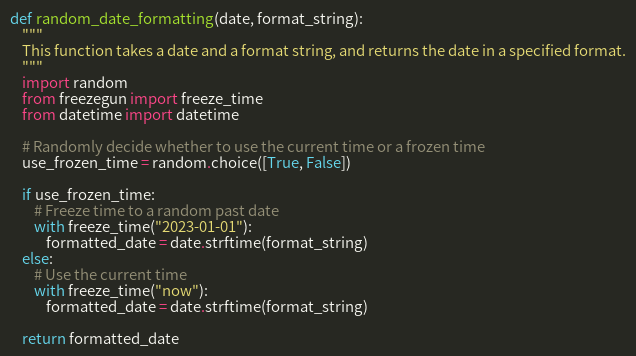 def random_date_formatting(date, format_string):
    """
    This function takes a date and a format string, and returns the date in a specified format.
    """
    import random
    from freezegun import freeze_time
    from datetime import datetime

    # Randomly decide whether to use the current time or a frozen time
    use_frozen_time = random.choice([True, False])

    if use_frozen_time:
        # Freeze time to a random past date
        with freeze_time("2023-01-01"):
            formatted_date = date.strftime(format_string)
    else:
        # Use the current time
        with freeze_time("now"):
            formatted_date = date.strftime(format_string)

    return formatted_date